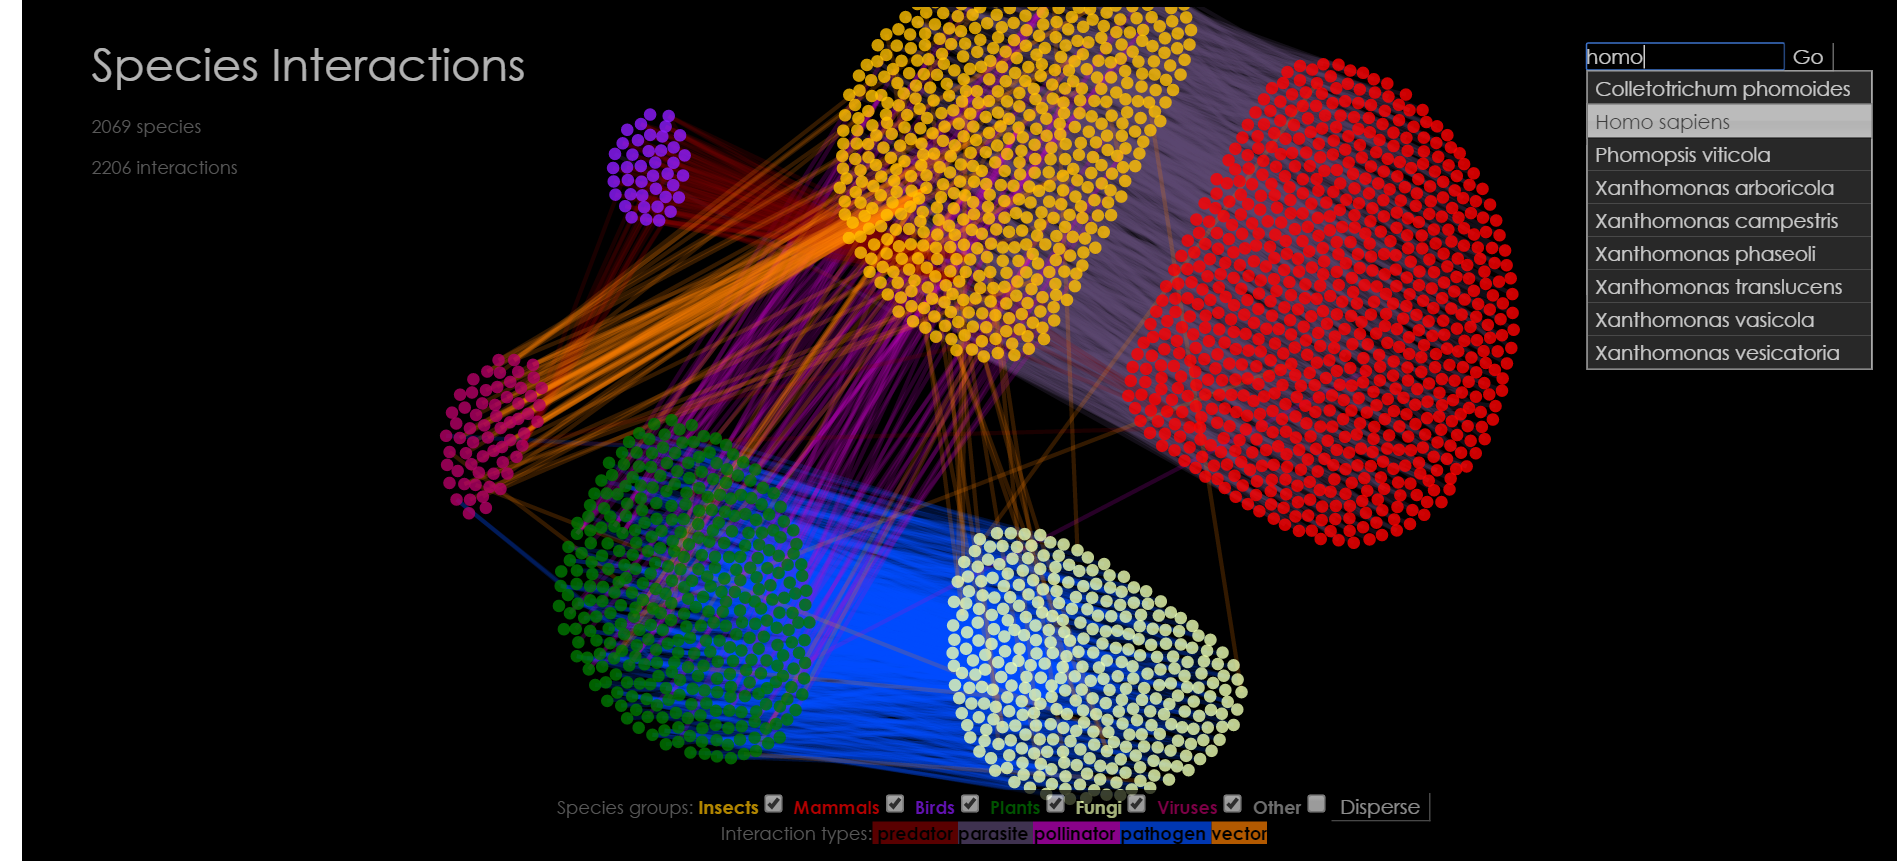 Species Interactions
2069 species
2206 interactions
homo Go
Colletotrichum phomoides
Homo sapiens
Phomopsis viticola
Xanthomonas arboricola
Xanthomonas campestris
Xanthomonas phaseoli
Xanthomonas translucens
Xanthomonas vasicola
Xanthomonas vesicatoria
Species groups: Insects Mammals Birds Plants Fungi Viruses Other Disperse
Interaction types: predator parasite pollinator pathogen vector